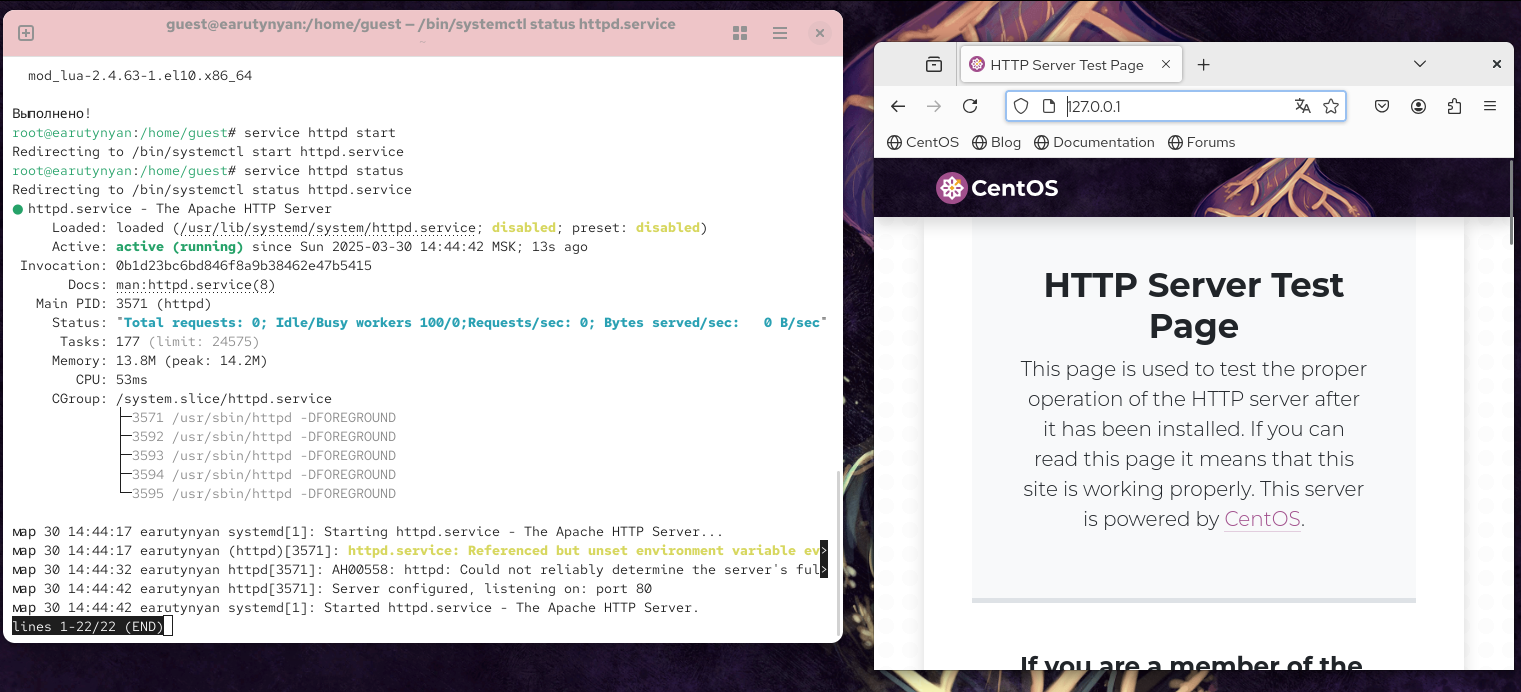 guest@earutynyan:/home/guest — /bin/systemctl status httpd.service
mod_lua-2.4.63-1.el10.x86_64
Выполнено!
root@earutynyan:/home/guest# service httpd start
Redirecting to /bin/systemctl start httpd.service
root@earutynyan:/home/guest# service httpd status
Redirecting to /bin/systemctl status httpd.service
● httpd.service - The Apache HTTP Server
Loaded: loaded (/usr/lib/systemd/system/httpd.service; disabled; preset: disabled)
Active: active (running) since Sun 2025-03-30 14:44:42 MSK; 13s ago
Invocation: 0b1d23bc6bd846f8a9b38462e47b5415
Docs: man:httpd.service(8)
Main PID: 3571 (httpd)
Status: "Total requests: 0; Idle/Busy workers 100/0;Requests/sec: 0; Bytes served/sec:   0 B/sec"
Tasks: 177 (limit: 24575)
Memory: 13.8M (peak: 14.2M)
CPU: 53ms
CGroup: /system.slice/httpd.service
├─3571 /usr/sbin/httpd -DFOREGROUND
├─3592 /usr/sbin/httpd -DFOREGROUND
├─3593 /usr/sbin/httpd -DFOREGROUND
├─3594 /usr/sbin/httpd -DFOREGROUND
└─3595 /usr/sbin/httpd -DFOREGROUND
мар 30 14:44:17 earutynyan systemd[1]: Starting httpd.service - The Apache HTTP Server...
мар 30 14:44:17 earutynyan (httpd)[3571]: httpd.service: Referenced but unset environment variable ev>
мар 30 14:44:32 earutynyan httpd[3571]: AH00558: httpd: Could not reliably determine the server's ful>
мар 30 14:44:42 earutynyan httpd[3571]: Server configured, listening on: port 80
мар 30 14:44:42 earutynyan systemd[1]: Started httpd.service - The Apache HTTP Server.
lines 1-22/22 (END)
HTTP Server Test Page
127.0.0.1
CentOS Blog Documentation Forums
CentOS
HTTP Server Test
Page
This page is used to test the proper
operation of the HTTP server after
it has been installed. If you can
read this page it means that this
site is working properly. This server
is powered by CentOS.
If you are a member of the